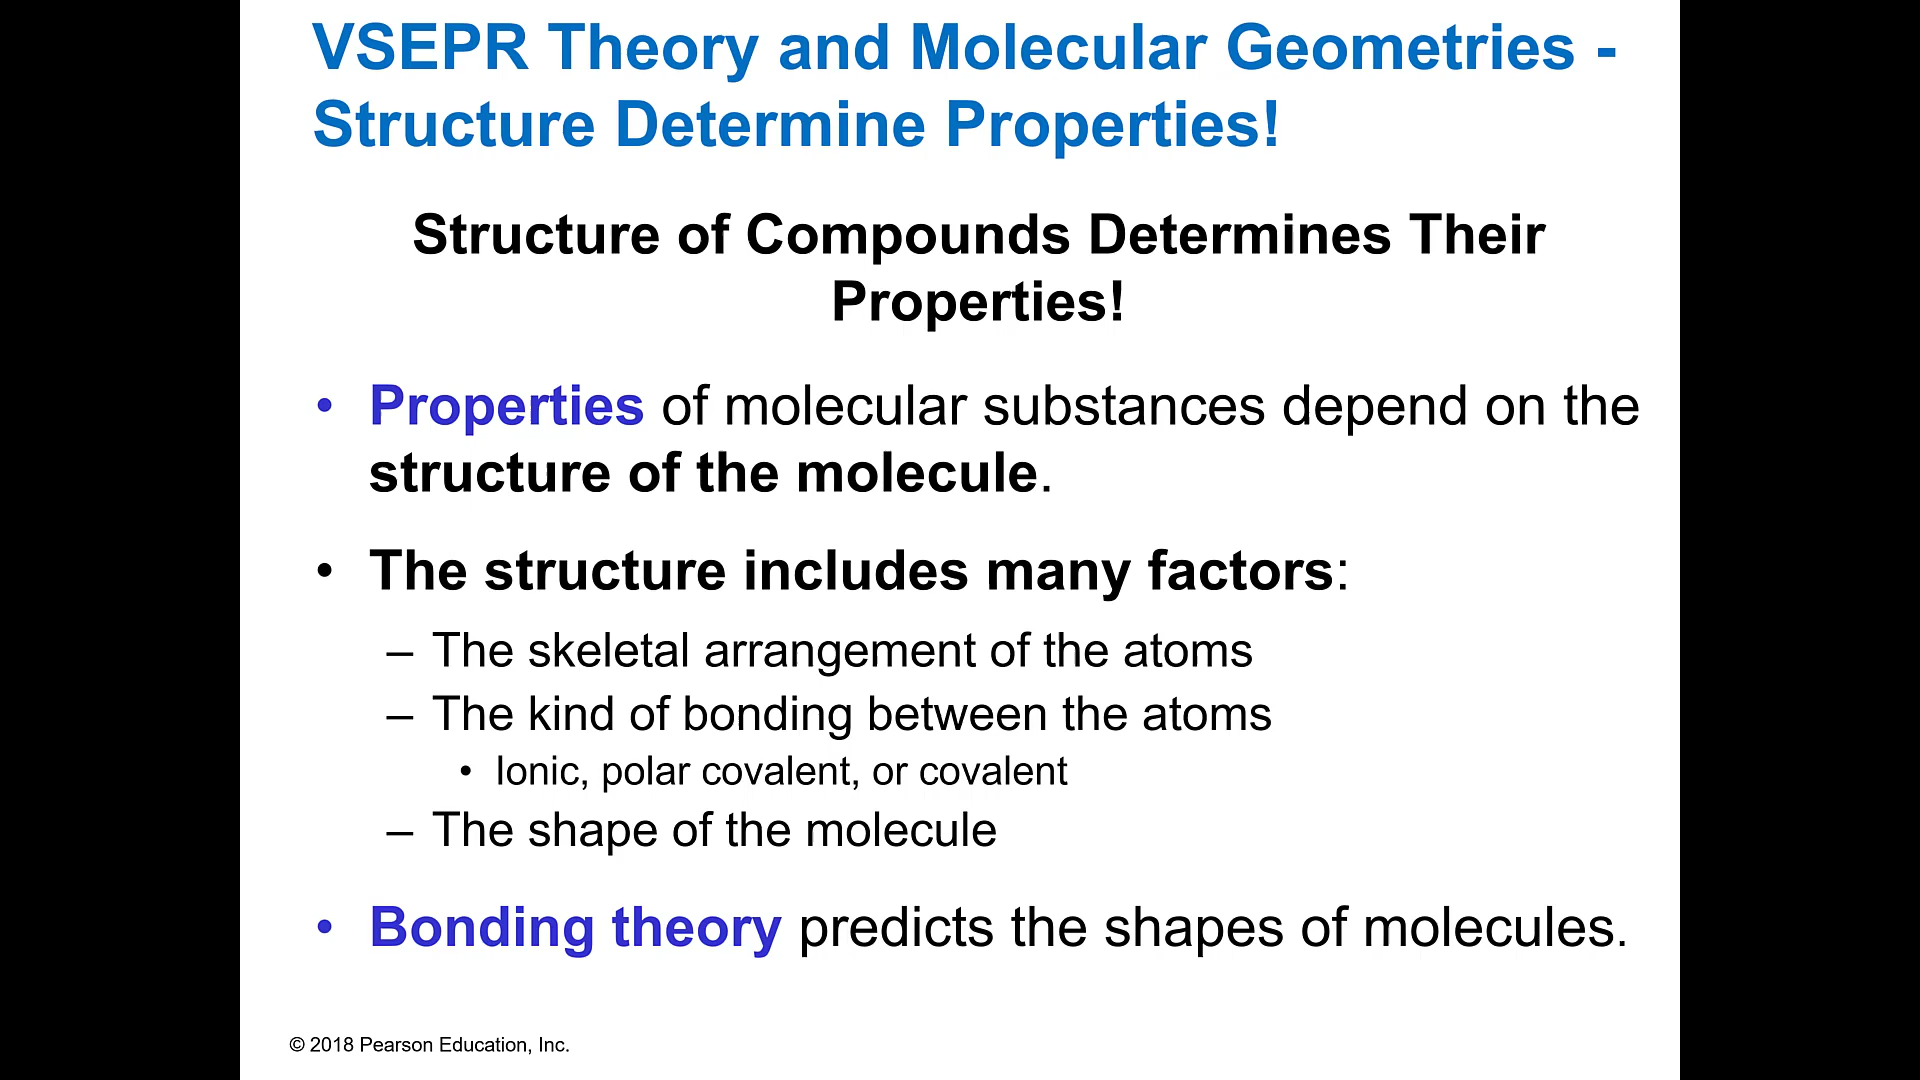 VSEPR Theory and Molecular Geometries -
Structure Determine Properties!
Structure of Compounds Determines Their
Properties!
• Properties of molecular substances depend on the
structure of the molecule.
• The structure includes many factors:
– The skeletal arrangement of the atoms
– The kind of bonding between the atoms
• Ionic, polar covalent, or covalent
– The shape of the molecule
• Bonding theory predicts the shapes of molecules.
© 2018 Pearson Education, Inc.